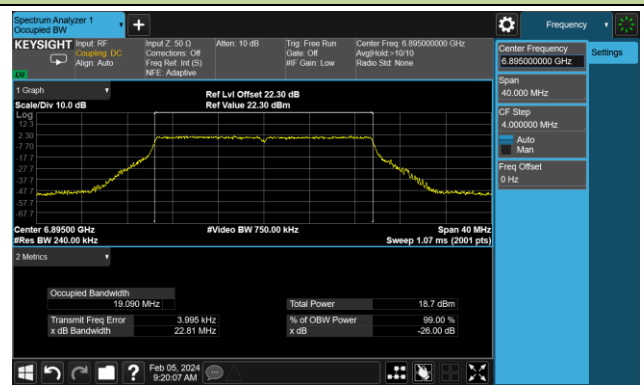 Spectrum Analyzer 1
Occupied BW
+
Frequency
KEYSIGHT
Input: RF
Coupling: DC
Align: Auto
Input Z: 50 Ω
Corrections: Off
Freq Ref: Int (S)
NFE: Adaptive
Atten: 10 dB
Trig: Free Run
Gate: Off
#IF Gain: Low
Center Freq: 6.895000000 GHz
Avg|Hold:>10/10
Radio Std: None
Center Frequency
6.895000000 GHz
Settings
Span
40.000 MHz
CF Step
4.000000 MHz
Auto
Man
Freq Offset
0 Hz
1 Graph
Scale/Div 10.0 dB
Ref Lvl Offset 22.30 dB
Ref Value 22.30 dBm
Log
12.3
2.30
-7.70
-17.7
-27.7
-37.7
-47.7
-57.7
-67.7
Center 6.89500 GHz
#Video BW 750.00 kHz
Span 40 MHz
#Res BW 240.00 kHz
Sweep 1.07 ms (2001 pts)
2 Metrics
Occupied Bandwidth
19.090 MHz
Total Power 18.7 dBm
Transmit Freq Error 3.995 kHz
% of OBW Power 99.00 %
x dB Bandwidth 22.81 MHz
x dB -26.00 dB
?
Feb 05, 2024
9:20:07 AM